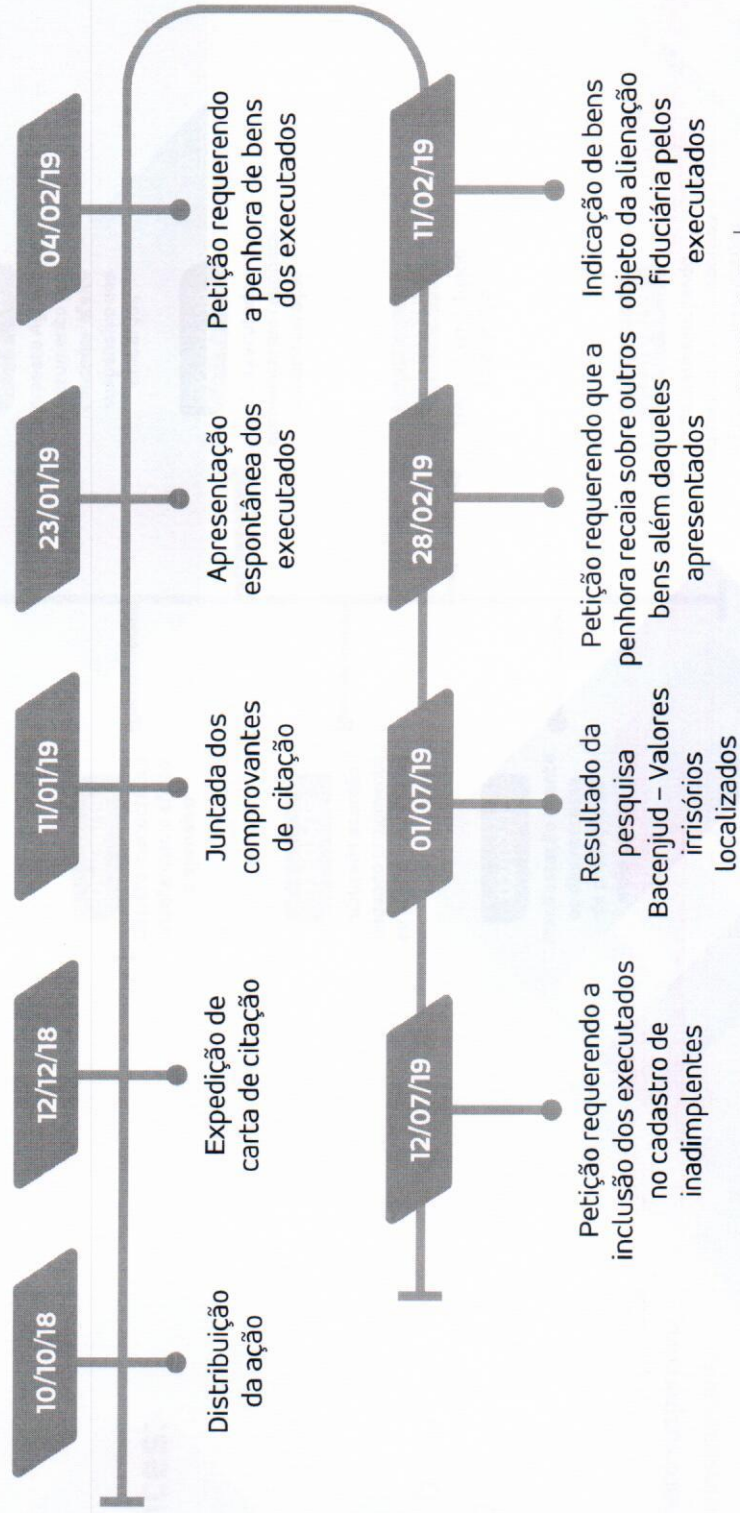 10/10/18
Distribuição
da ação
12/12/18
Expedição de
carta de citação
11/01/19
Juntada dos
comprovantes
de citação
23/01/19
Apresentação
espontânea dos
executados
04/02/19
Petição requerendo
a penhora de bens
dos executados
11/02/19
Indicação de bens
objeto da alienação
fiduciária pelos
executados
28/02/19
Petição requerendo que a
penhora recaia sobre outros
bens além daqueles
apresentados
01/07/19
Resultado da
pesquisa
Bacenjud – Valores
irrisórios
localizados
12/07/19
Petição requerendo a
inclusão dos executados
no cadastro de
inadimplentes